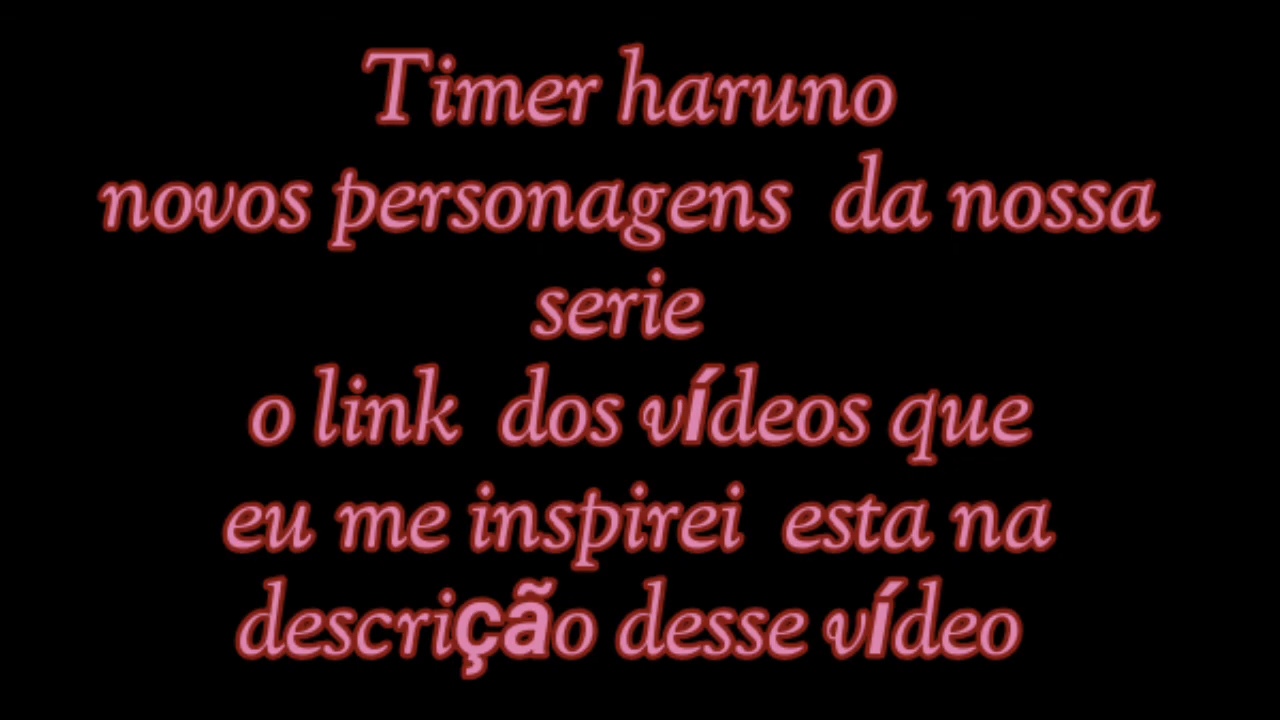 Timer haruno
novos personagens da nossa
serie
o link dos vídeos que
eu me inspirei esta na
descrição desse vídeo